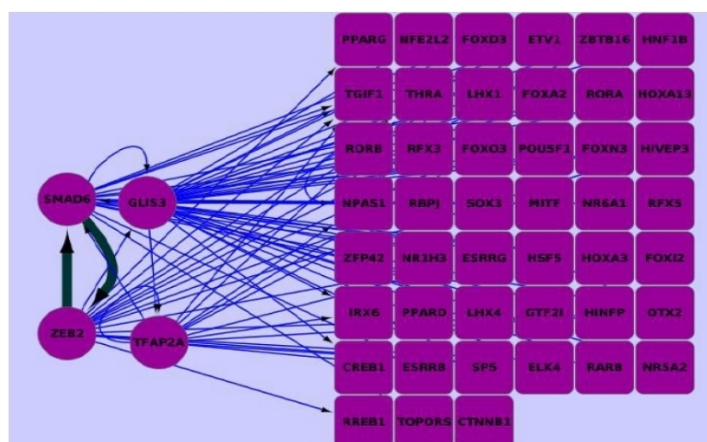 PPARG NFE2L2 FOXD3 ETV1 ZBTB16 HNF1B
TGIF1 THRA LHX1 FOXA2 RORA HOXA13
RORB RFX3 FOXO3 POU5F1 FOXN3 HIVEP3
SMAD6 GLIS3 NPAS1 RBPJ SOX3 MITF NR6A1 RFX5
ZFP42 NR1H3 ESRRG HSF5 HOXA3 FOXI2
IRX6 PPARD LHX4 GTF2I HINFP OTX2
ZEB2 TFAP2A CREB1 ESRRB SP5 ELK4 RARB NR5A2
RREB1 TOPORS CTNNB1